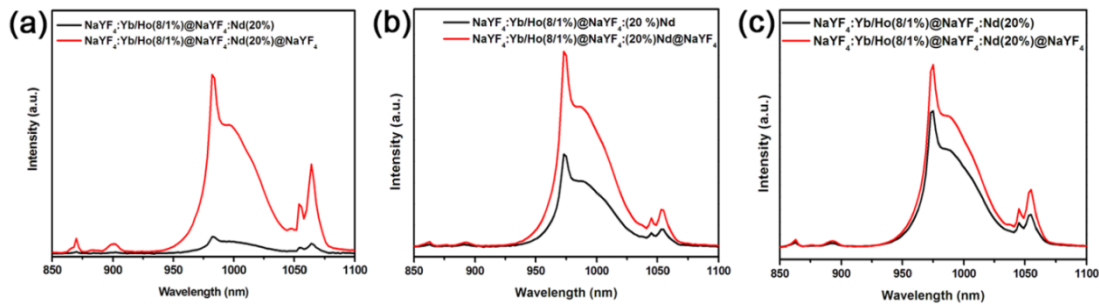 (a)
NaYF₄:Yb/Ho(8/1%)@NaYF₄:Nd(20%)
NaYF₄:Yb/Ho(8/1%)@NaYF₄:Nd(20%)@NaYF₄
Intensity (a.u.)
850 900 950 1000 1050 1100
Wavelength (nm)
(b)
NaYF₄:Yb/Ho(8/1%)@NaYF₄:(20 %)Nd
NaYF₄:Yb/Ho(8/1%)@NaYF₄:(20%)Nd@NaYF₄
Intensity (a.u.)
850 900 950 1000 1050 1100
Wavelength (nm)
(c)
NaYF₄:Yb/Ho(8/1%)@NaYF₄:Nd(20%)
NaYF₄:Yb/Ho(8/1%)@NaYF₄:Nd(20%)@NaYF₄
Intensity (a.u.)
850 900 950 1000 1050 1100
Wavelength (nm)